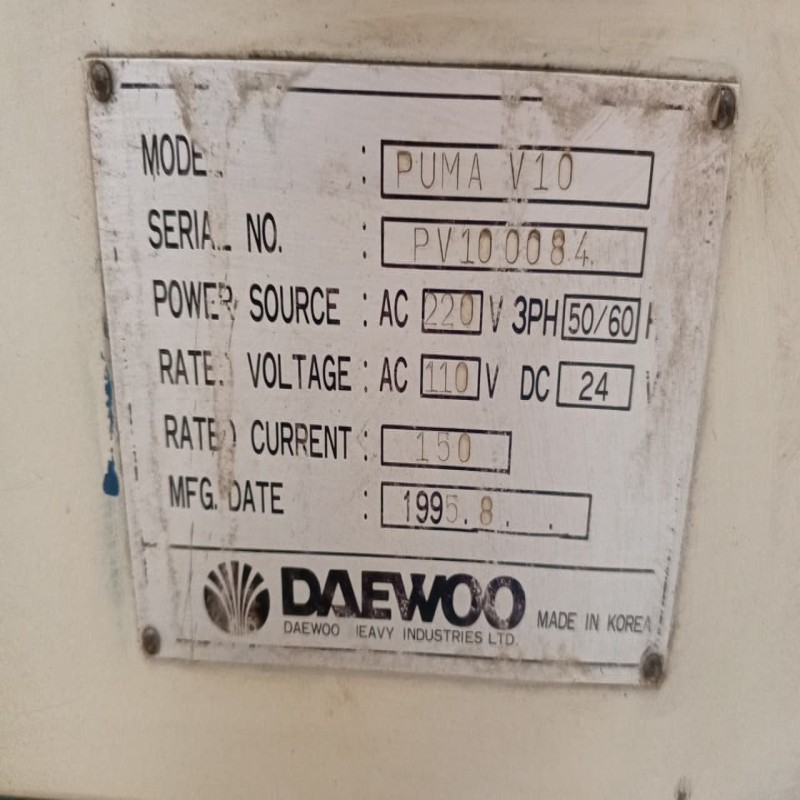 MODEL : PUMA V10
SERIAL NO. : PV100084
POWER SOURCE : AC 220 V 3PH 50/60 H
RATED VOLTAGE : AC 110 V DC 24 V
RATED CURRENT : 150
MFG. DATE : 1995.8. .
DAEWOO MADE IN KOREA
DAEWOO HEAVY INDUSTRIES LTD.